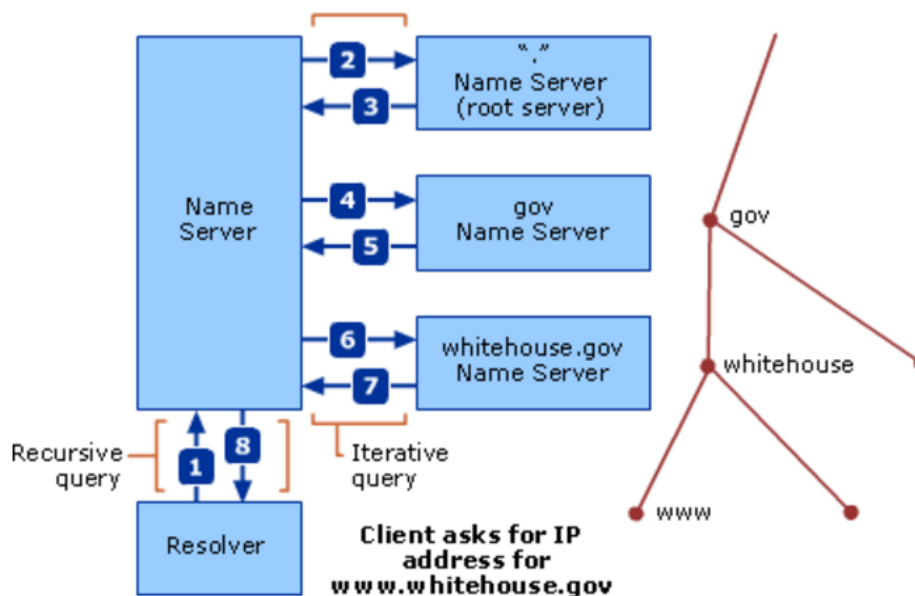 2
"."
Name Server
(root server)
3
Name
Server
4
gov
Name Server
5
gov
6
whitehouse.gov
Name Server
7
whitehouse
Recursive
query
1
8
Iterative
query
Resolver
Client asks for IP
address for
www.whitehouse.gov
www